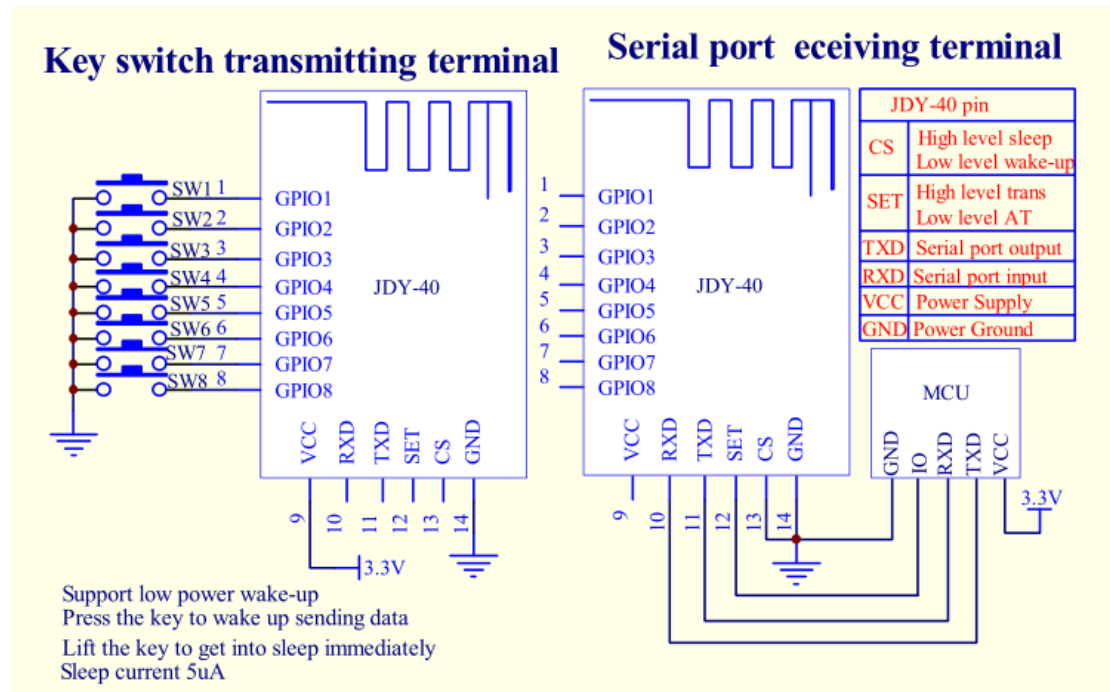 Key switch transmitting terminal
Serial port  eceiving terminal
SW1 1
SW2 2
SW3 3
SW4 4
SW5 5
SW6 6
SW7 7
SW8 8
GPIO1
GPIO2
GPIO3
GPIO4
GPIO5
GPIO6
GPIO7
GPIO8
JDY-40
VCC
RXD
TXD
SET
CS
GND
9
10
11
12
13
14
3.3V
1
2
3
4
5
6
7
8
GPIO1
GPIO2
GPIO3
GPIO4
GPIO5
GPIO6
GPIO7
GPIO8
JDY-40
VCC
RXD
TXD
SET
CS
GND
9
10
11
12
13
14
JDY-40 pin
CS High level sleep
Low level wake-up
SET High level trans
Low level AT
TXD Serial port output
RXD Serial port input
VCC Power Supply
GND Power Ground
MCU
GND
IO
RXD
TXD
VCC
3.3V
Support low power wake-up
Press the key to wake up sending data
Lift the key to get into sleep immediately
Sleep current 5uA